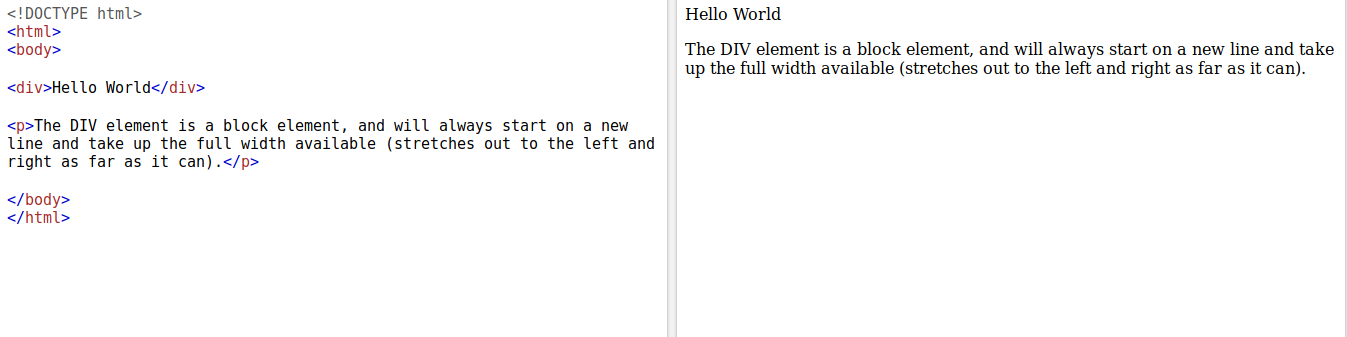 <!DOCTYPE html>
<html>
<body>
<div>Hello World</div>
<p>The DIV element is a block element, and will always start on a new
line and take up the full width available (stretches out to the left and
right as far as it can).</p>
</body>
</html>
Hello World
The DIV element is a block element, and will always start on a new line and take
up the full width available (stretches out to the left and right as far as it can).